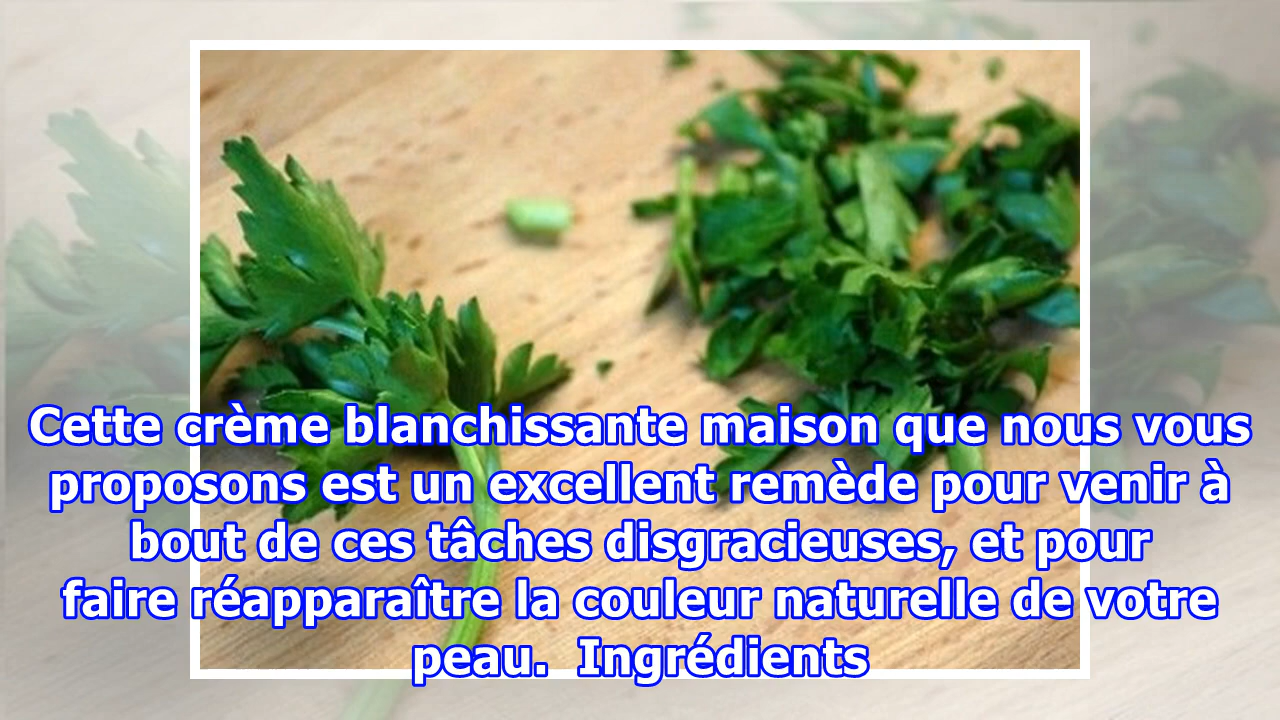 Cette crème blanchissante maison que nous vous
proposons est un excellent remède pour venir à
bout de ces tâches disgracieuses, et pour
faire réapparaître la couleur naturelle de votre
peau.  Ingrédients